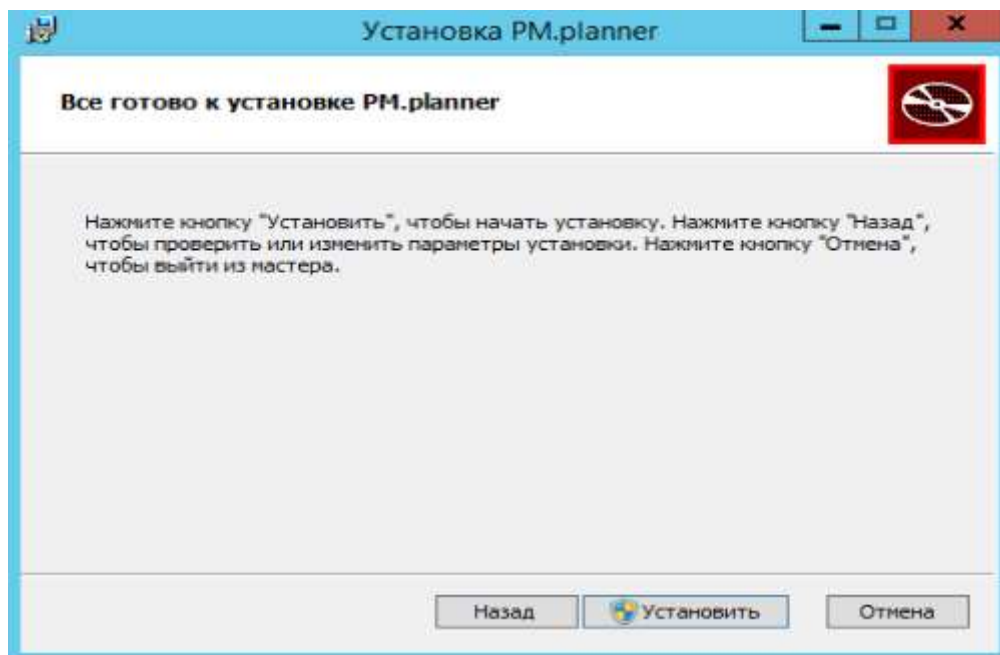 Установка PM.planner
Все готово к установке PM.planner
Нажмите кнопку "Установить", чтобы начать установку. Нажмите кнопку "Назад",
чтобы проверить или изменить параметры установки. Нажмите кнопку "Отмена",
чтобы выйти из мастера.
Назад
Установить
Отмена